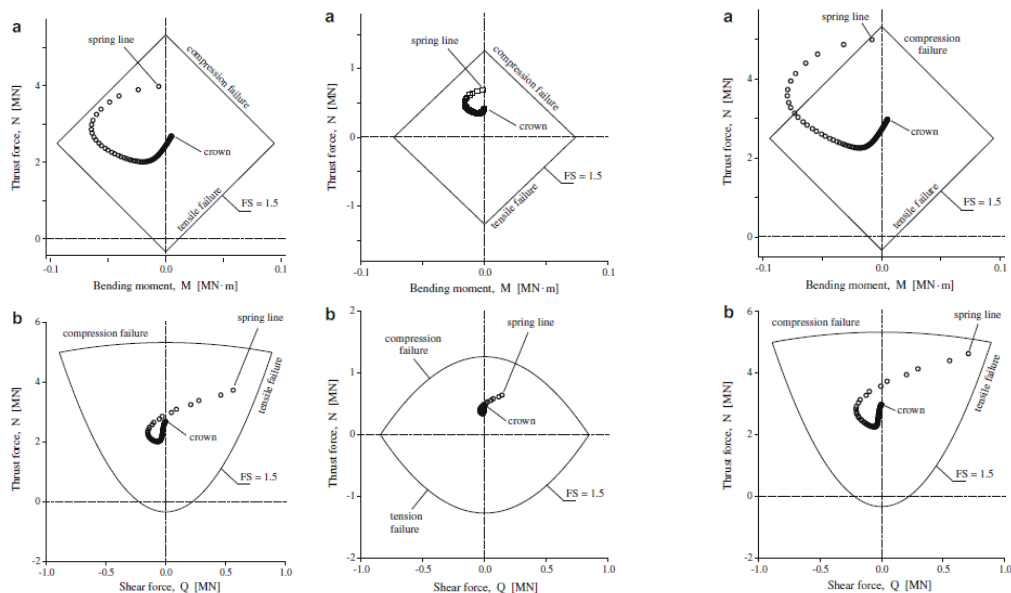 a
spring line
compression failure
crown
tensile failure
FS = 1.5
Thrust force, N [MN]
4
2
0
-0.1
0.0
0.1
Bending moment, M [MN·m]
a
spring line
compression failure
crown
tensile failure
FS = 1.5
Thrust force, N [MN]
1
0
-1
-0.1
0.0
0.1
Bending moment, M [MN·m]
a
spring line
compression
failure
crown
tensile failure
FS = 1.5
Thrust force, N [MN]
4
2
0
-0.1
0.0
0.1
Bending moment, M [MN·m]
b
compression failure
spring line
tensile failure
crown
FS = 1.5
Thrust force, N [MN]
6
4
2
0
-2
-1.0
-0.5
0.0
0.5
1.0
Shear force, Q [MN]
b
compression
failure
spring line
crown
tension
failure
FS = 1.5
Thrust force, N [MN]
2
1
0
-1
-2
-1.0
-0.5
0.0
0.5
1.0
Shear force, Q [MN]
b
compression failure
spring line
tensile failure
crown
FS = 1.5
Thrust force, N [MN]
6
4
2
0
-2
-1.0
-0.5
0.0
0.5
1.0
Shear force, Q [MN]